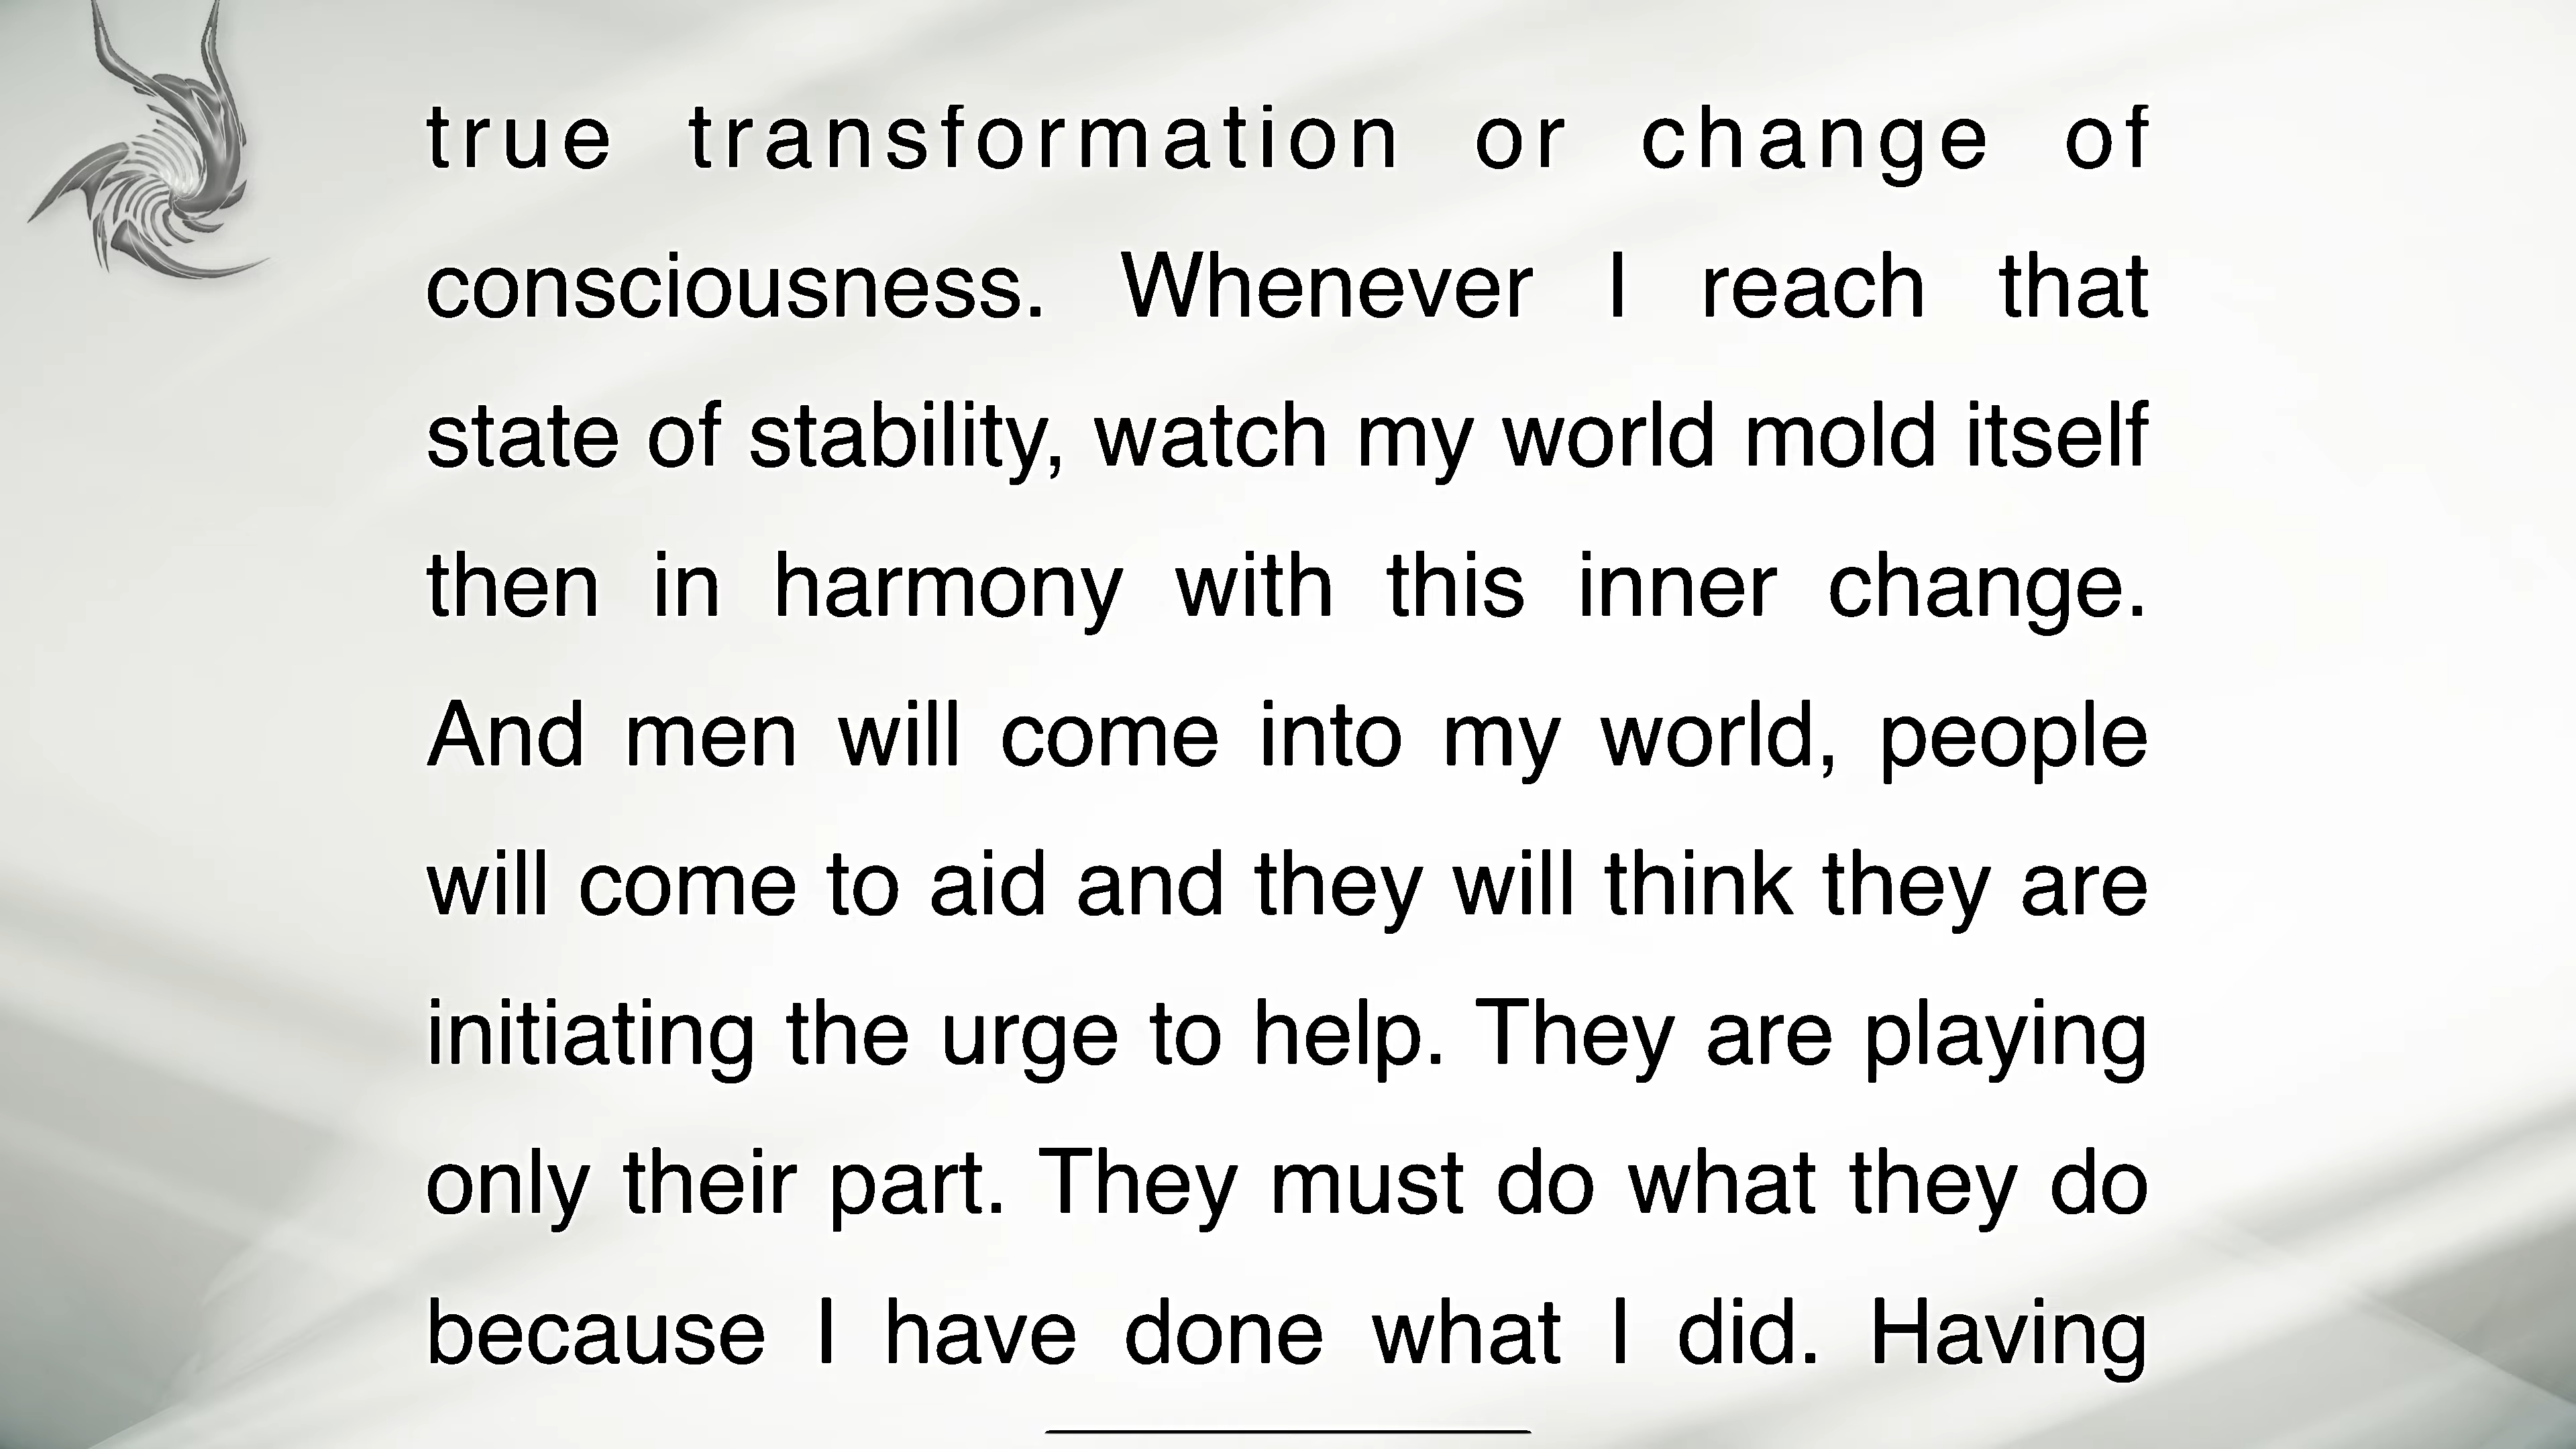 true transformation or change of
consciousness. Whenever I reach that
state of stability, watch my world mold itself
then in harmony with this inner change.
And men will come into my world, people
will come to aid and they will think they are
initiating the urge to help. They are playing
only their part. They must do what they do
because I have done what I did. Having